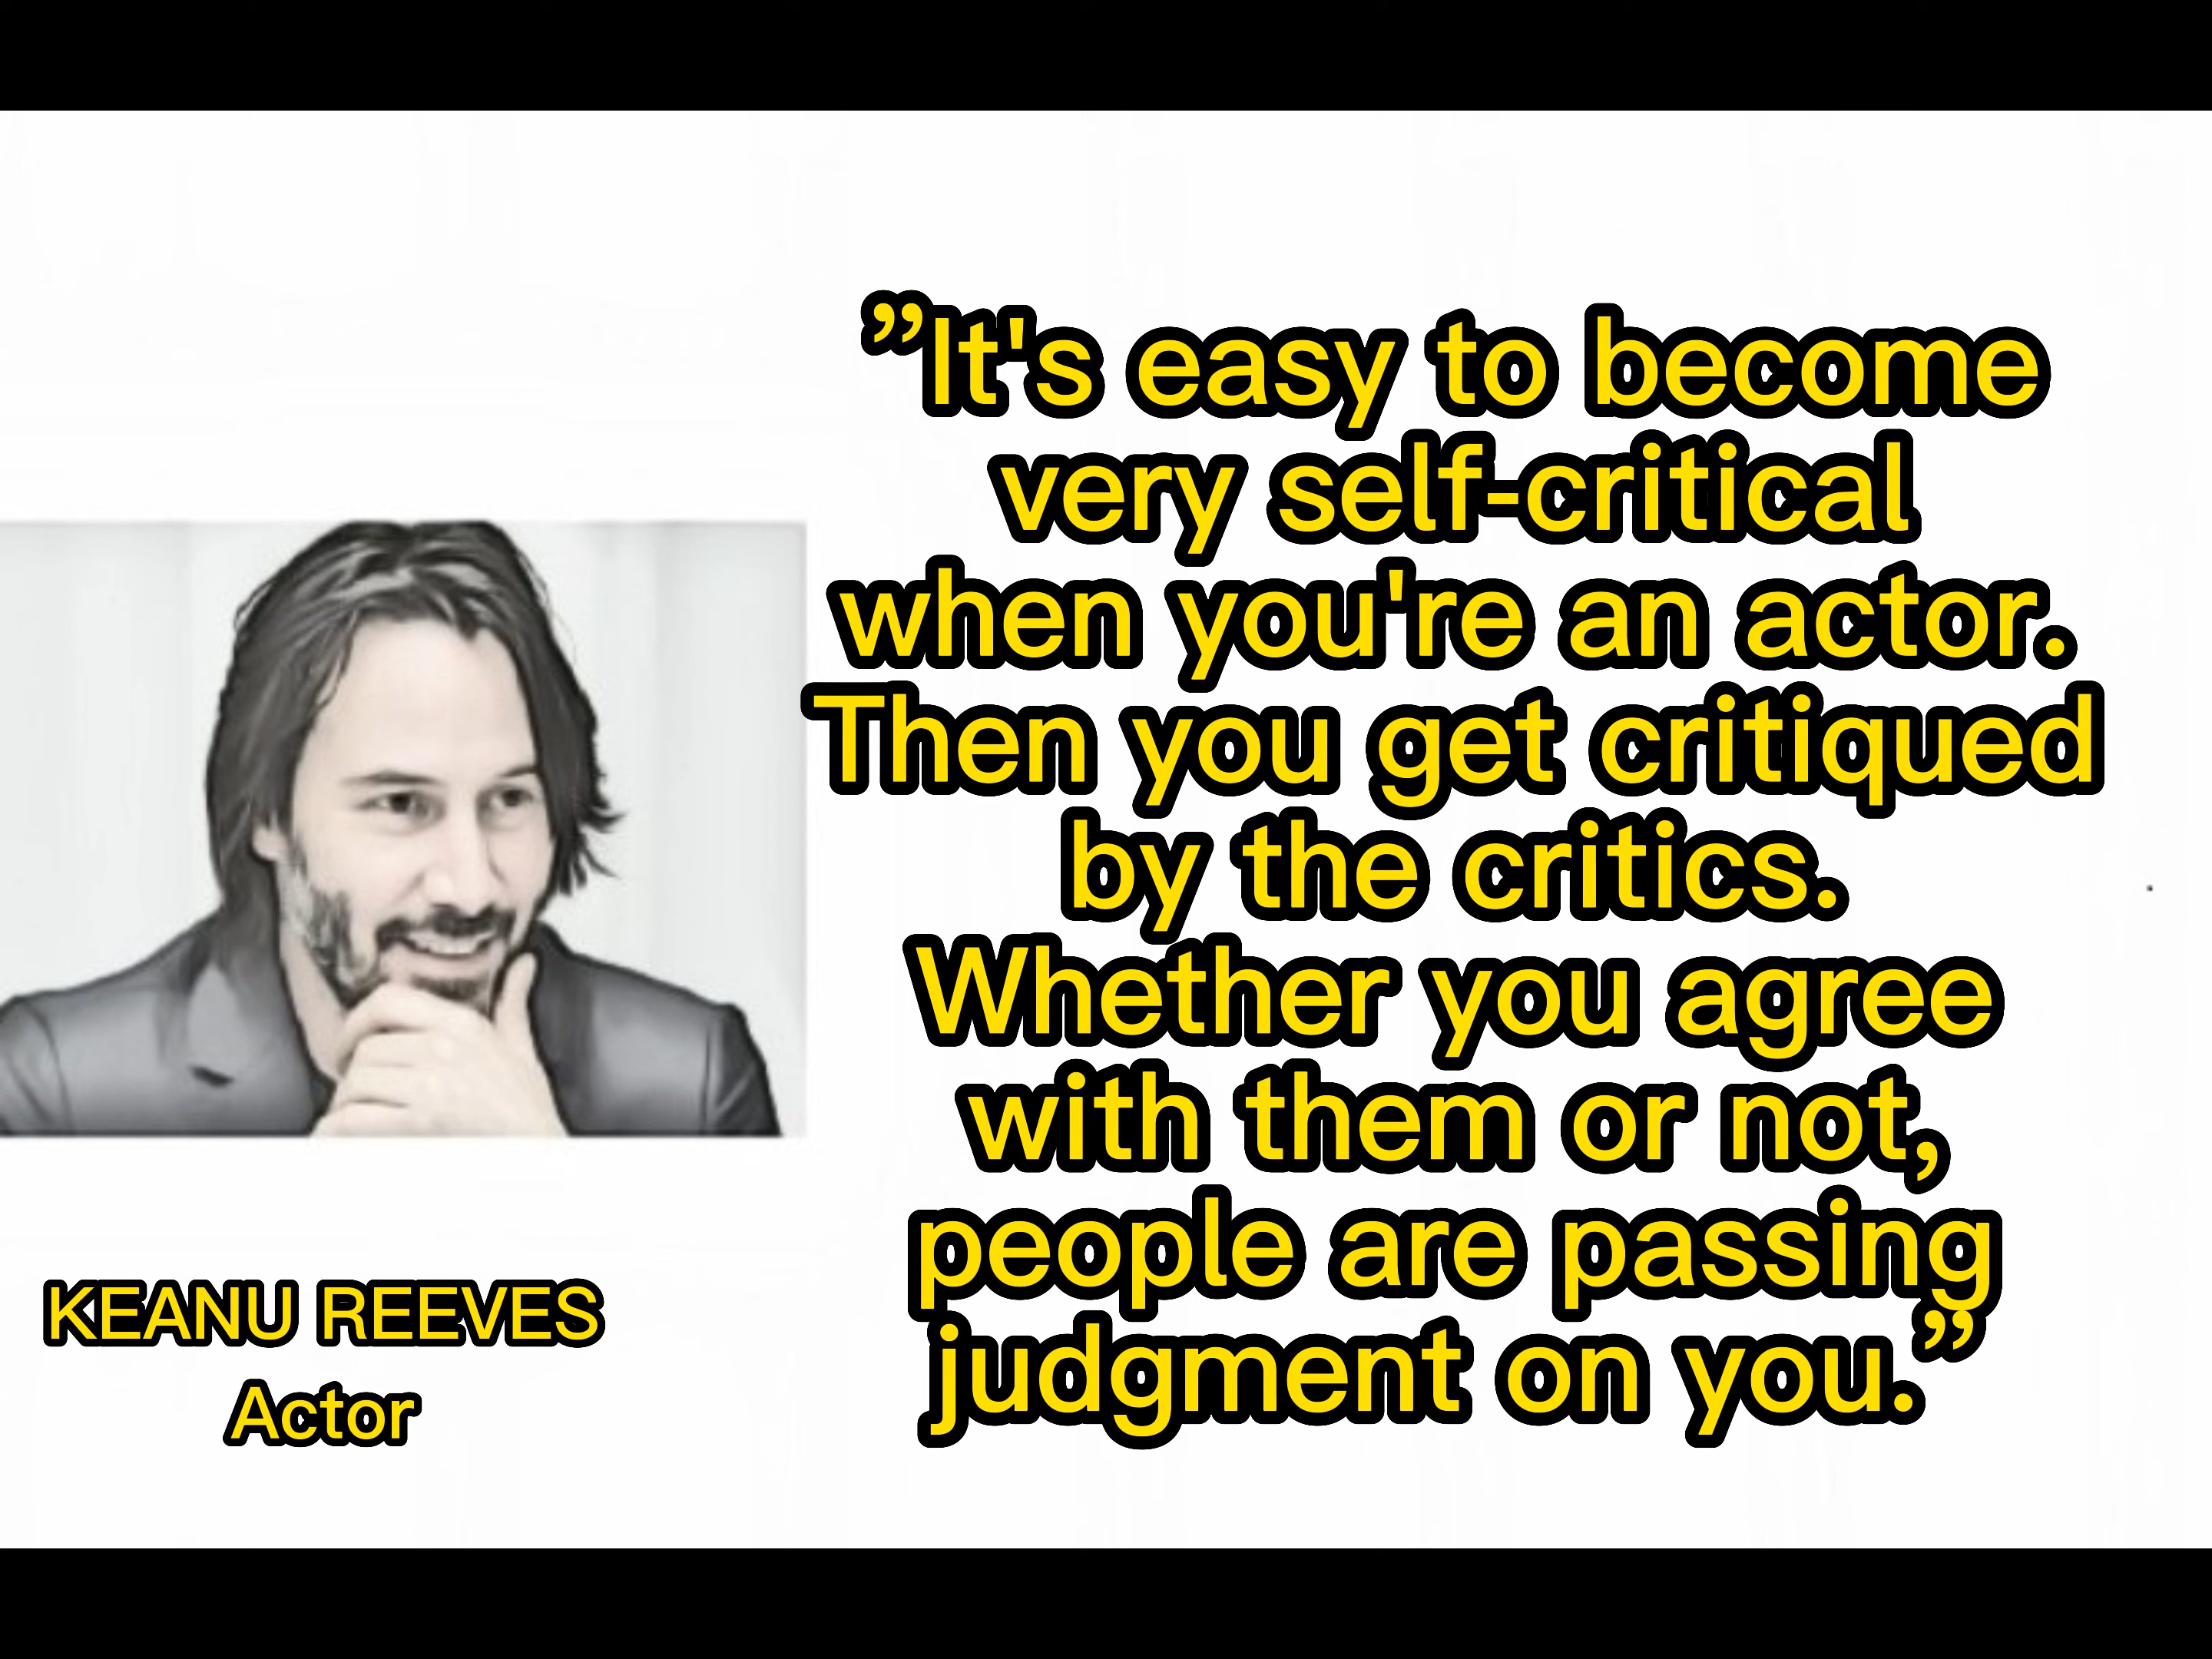 ”It's easy to become
very self-critical
when you're an actor.
Then you get critiqued
by the critics.
Whether you agree
with them or not,
people are passing
judgment on you.”
KEANU REEVES
Actor